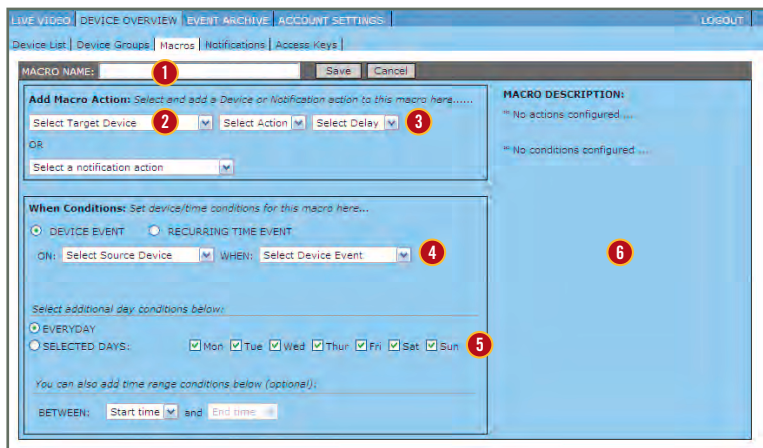 LIVE VIDEO DEVICE OVERVIEW EVENT ARCHIVE ACCOUNT SETTINGS LOGOUT
Device List Device Groups Macros Notifications Access Keys
MACRO NAME: 1 Save Cancel
Add Macro Action: Select and add a Device or Notification action to this macro here......
Select Target Device 2 Select Action Select Delay 3
OR
Select a notification action
When Conditions: Set device/time conditions for this macro here...
DEVICE EVENT RECURRING TIME EVENT
ON: Select Source Device WHEN: Select Device Event 4
Select additional day conditions below:
EVERYDAY
SELECTED DAYS: Mon Tue Wed Thur Fri Sat Sun 5
You can also add time range conditions below (optional):
BETWEEN: Start time and End time
MACRO DESCRIPTION:
** No actions configured ...
** No conditions configured ...
6